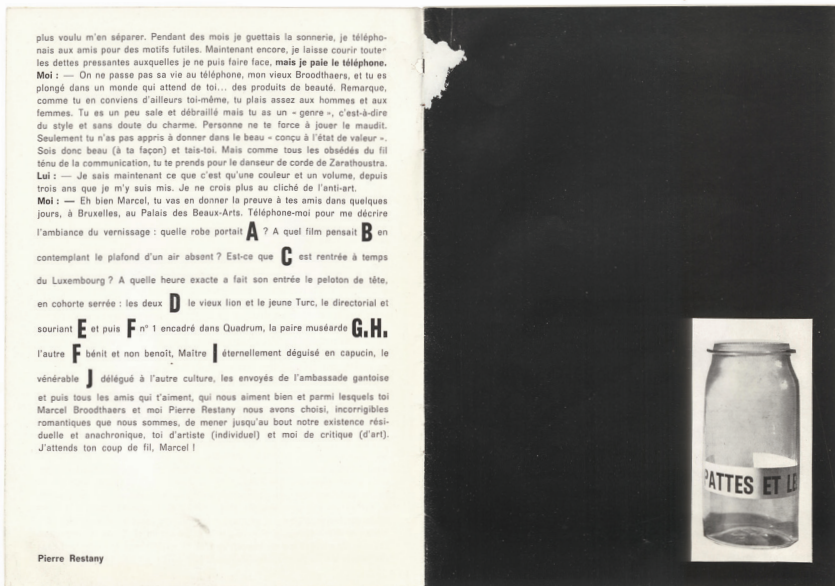 plus voulu m'en séparer. Pendant des mois je guettais la sonnerie, je télépho-
nais aux amis pour des motifs futiles. Maintenant encore, je laisse courir toutes
les dettes pressantes auxquelles je ne puis faire face, mais je paie le téléphone.
Moi : — On ne passe pas sa vie au téléphone, mon vieux Broodthaers, et tu es
plongé dans un monde qui attend de toi... des produits de beauté. Remarque,
comme tu en conviens d'ailleurs toi-même, tu plais assez aux hommes et aux
femmes. Tu es un peu sale et débraillé mais tu as un « genre », c'est-à-dire
du style et sans doute du charme. Personne ne te force à jouer le maudit.
Seulement tu n'as pas appris à donner dans le beau « conçu à l'état de valeur ».
Sois donc beau (à ta façon) et tais-toi. Mais comme tous les obsédés du fil
ténu de la communication, tu te prends pour le danseur de corde de Zarathoustra.
Lui : — Je sais maintenant ce que c'est qu'une couleur et un volume, depuis
trois ans que je m'y suis mis. Je ne crois plus au cliché de l'anti-art.
Moi : — Eh bien Marcel, tu vas en donner la preuve à tes amis dans quelques
jours, à Bruxelles, au Palais des Beaux-Arts. Téléphone-moi pour me décrire
l'ambiance du vernissage : quelle robe portait A ? A quel film pensait B en
contemplant le plafond d'un air absent ? Est-ce que C est rentrée à temps
du Luxembourg ? A quelle heure exacte a fait son entrée le peloton de tête,
en cohorte serrée : les deux D le vieux lion et le jeune Turc, le directorial et
souriant E et puis F n° 1 encadré dans Quadrum, la paire muséarde G.H.
l'autre F bénit et non benoît, Maître I éternellement déguisé en capucin, le
vénérable J délégué à l'autre culture, les envoyés de l'ambassade gantoise
et puis tous les amis qui t'aiment, qui nous aiment bien et parmi lesquels toi
Marcel Broodthaers et moi Pierre Restany nous avons choisi, incorrigibles
romantiques que nous sommes, de mener jusqu'au bout notre existence rési-
duelle et anachronique, toi d'artiste (individuel) et moi de critique (d'art).
J'attends ton coup de fil, Marcel !
Pierre Restany
PATTES ET LE